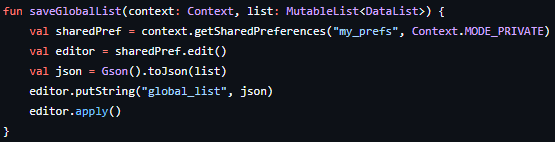 fun saveGlobalList(context: Context, list: MutableList<DataList>) {
    val sharedPref = context.getSharedPreferences("my_prefs", Context.MODE_PRIVATE)
    val editor = sharedPref.edit()
    val json = Gson().toJson(list)
    editor.putString("global_list", json)
    editor.apply()
}